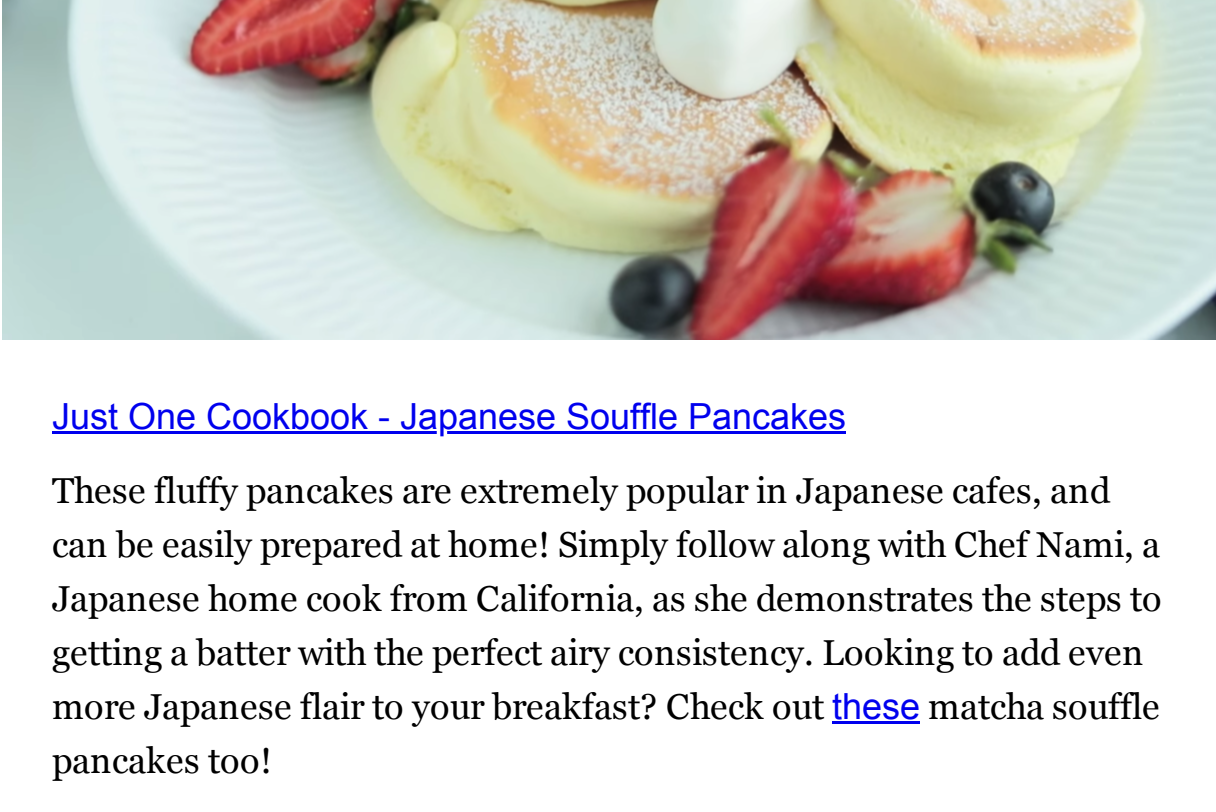 Just One Cookbook - Japanese Souffle Pancakes
These fluffy pancakes are extremely popular in Japanese cafes, and
can be easily prepared at home! Simply follow along with Chef Nami, a
Japanese home cook from California, as she demonstrates the steps to
getting a batter with the perfect airy consistency. Looking to add even
more Japanese flair to your breakfast? Check out these matcha souffle
pancakes too!